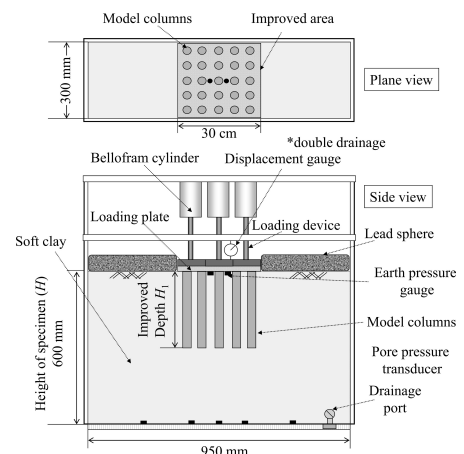 Model columns
Improved area
300 mm
Plane view
30 cm
*double drainage
Bellofram cylinder
Displacement gauge
Side view
Loading plate
Loading device
Soft clay
Lead sphere
Earth pressure
gauge
Improved
Depth H1
Height of specimen (H)
600 mm
Model columns
Pore pressure
transducer
Drainage
port
950 mm